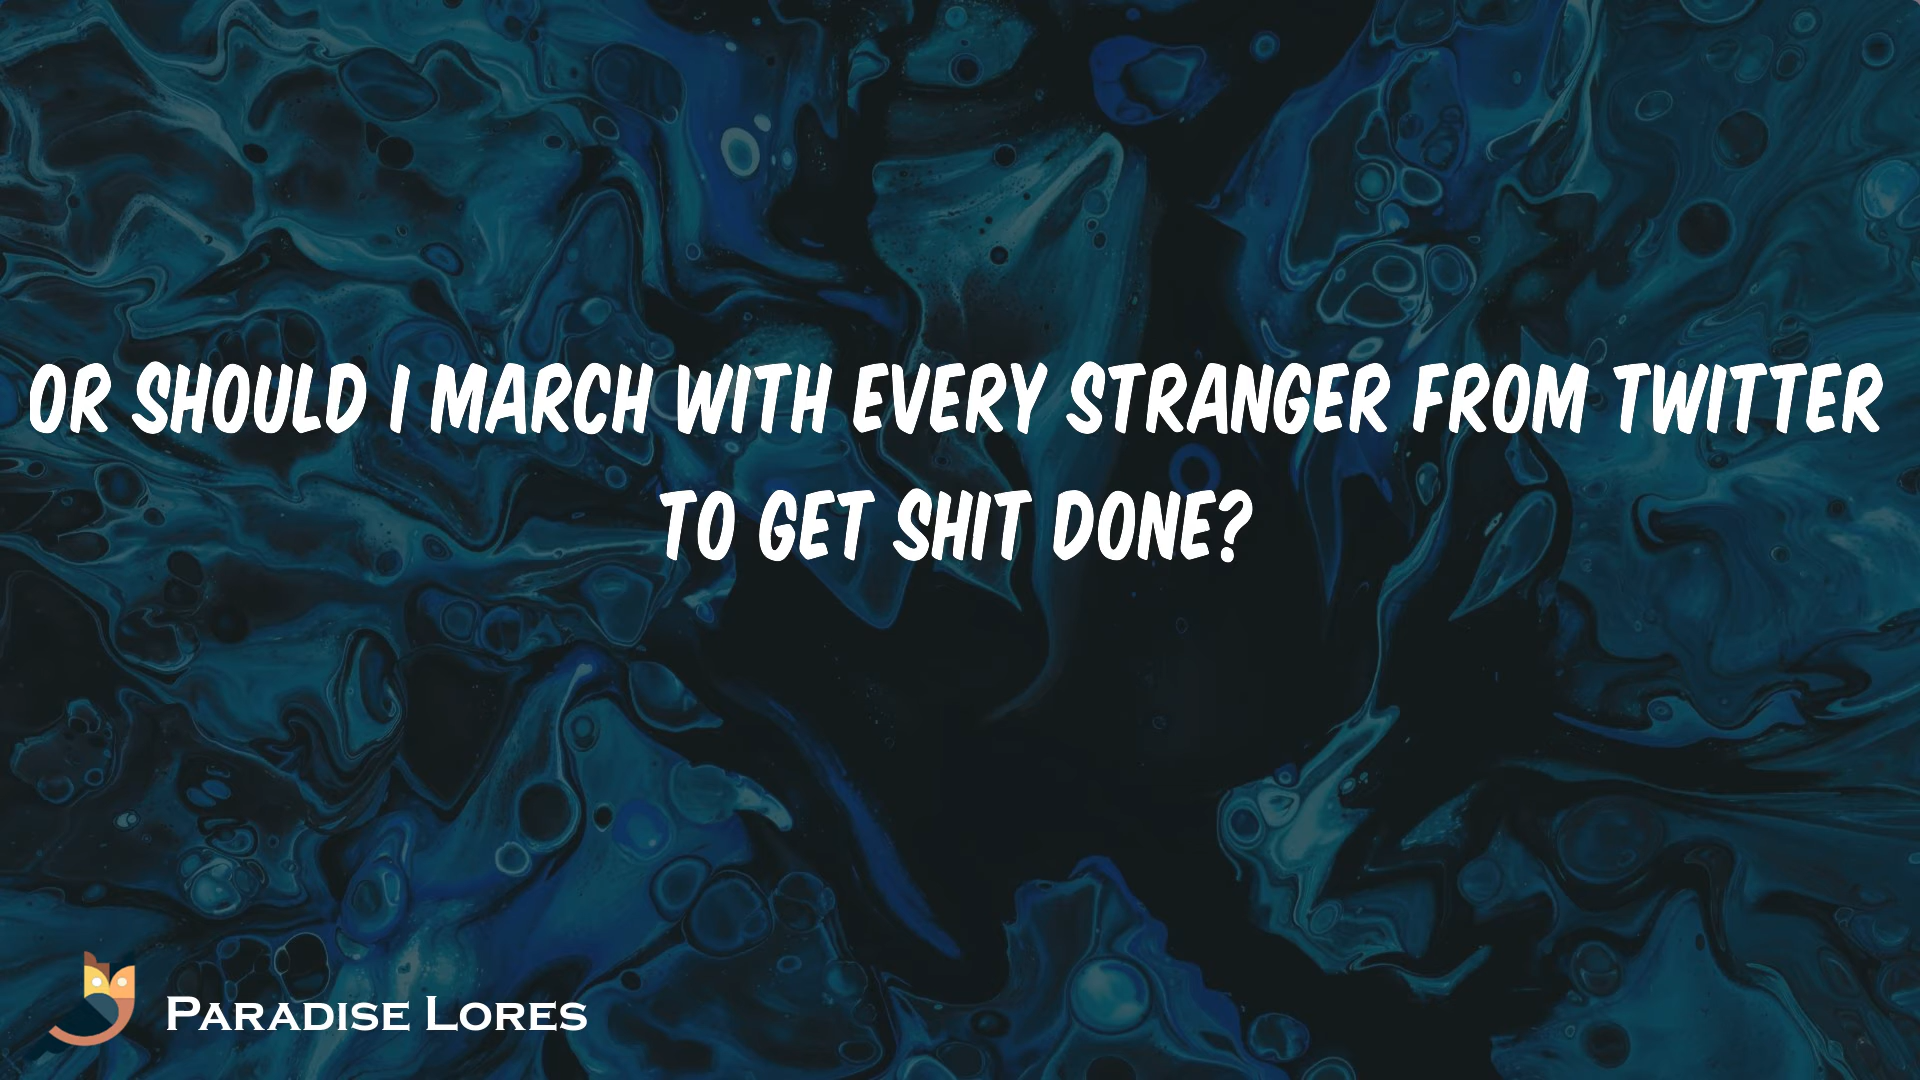 OR SHOULD I MARCH WITH EVERY STRANGER FROM TWITTER
TO GET SHIT DONE?
PARADISE LORES